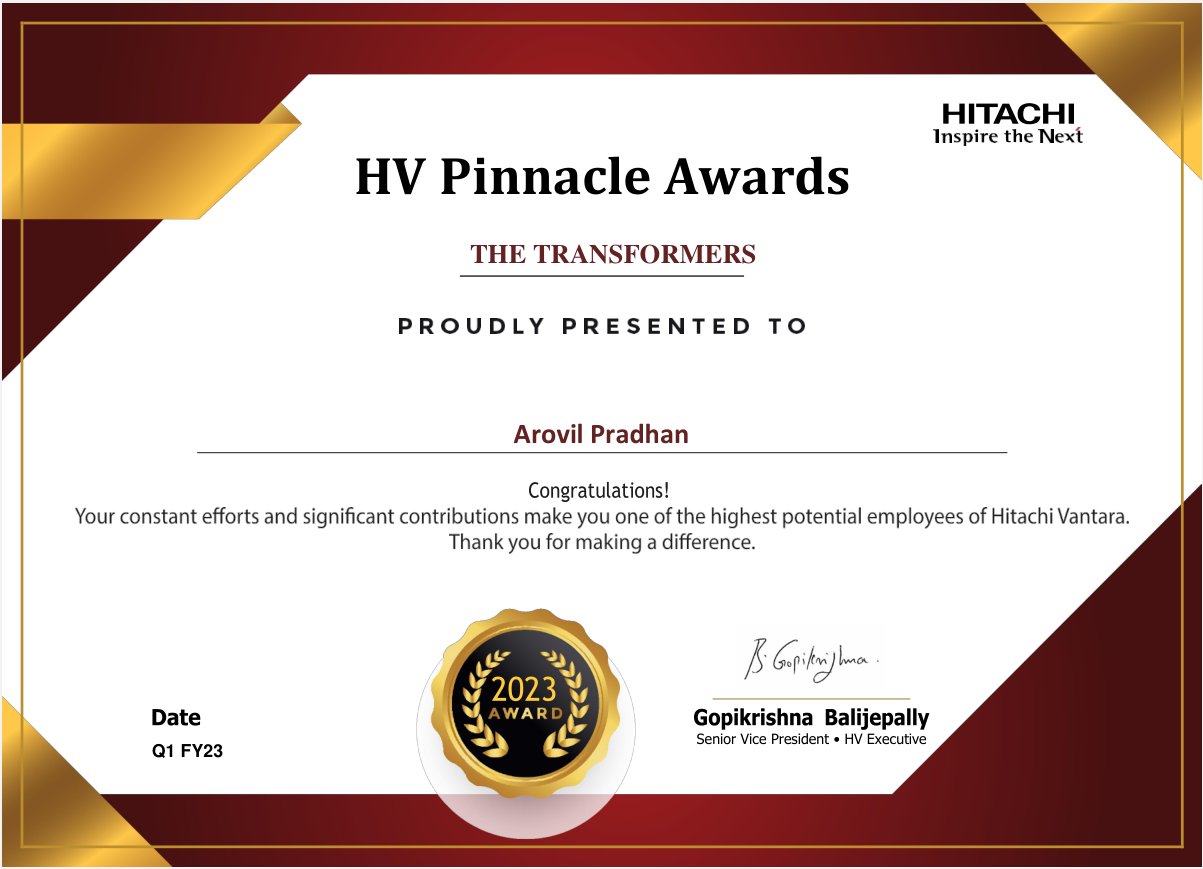 HITACHI
Inspire the Next
HV Pinnacle Awards
THE TRANSFORMERS
PROUDLY PRESENTED TO
Arovil Pradhan
Congratulations!
Your constant efforts and significant contributions make you one of the highest potential employees of Hitachi Vantara.
Thank you for making a difference.
2023
AWARD
B. Gopikrishna.
Date
Q1 FY23
Gopikrishna Balijepally
Senior Vice President • HV Executive